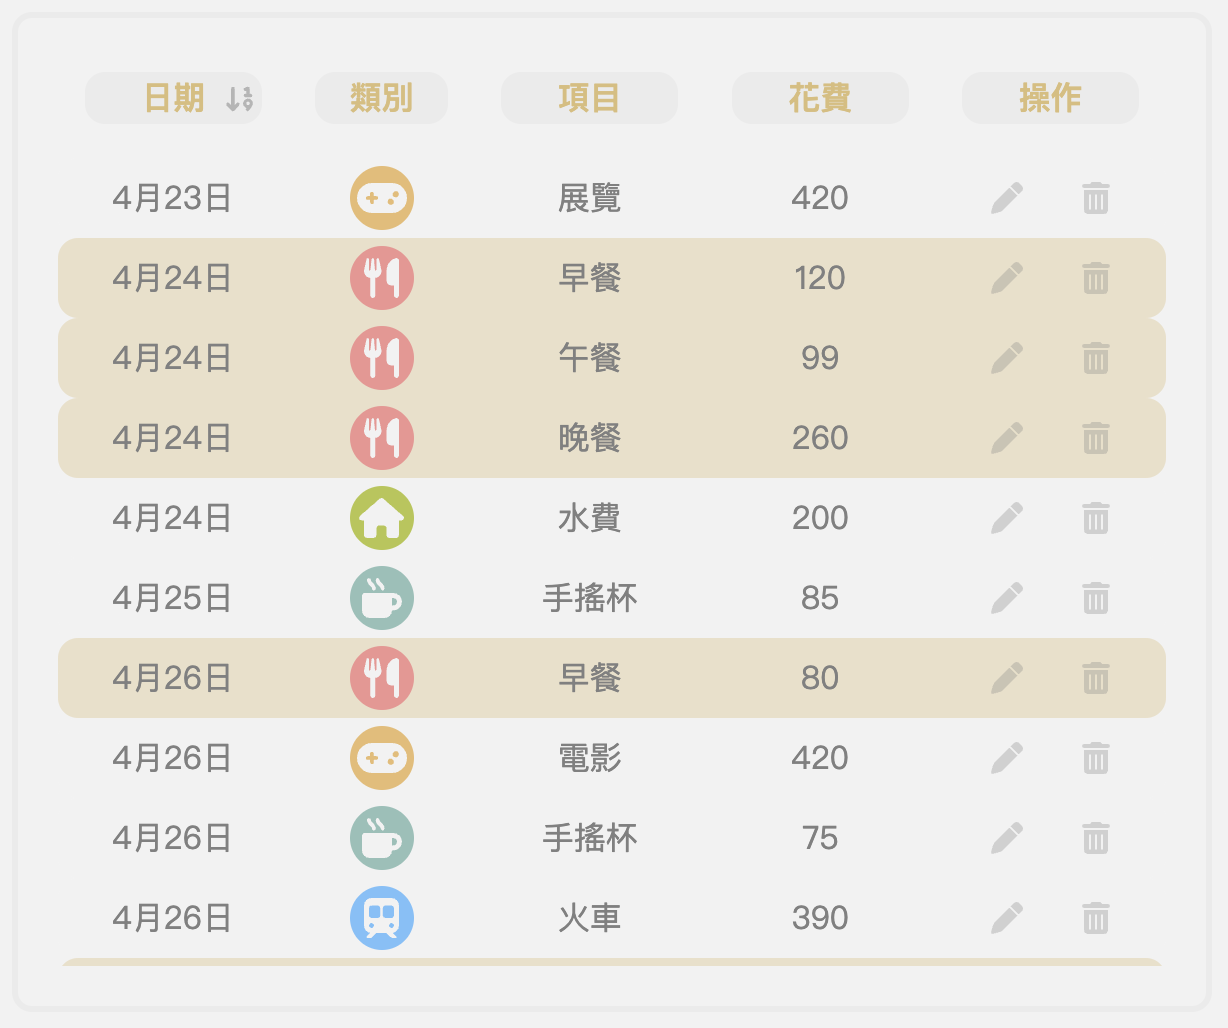 日期 類別 項目 花費 操作
4月23日 展覽 420
4月24日 早餐 120
4月24日 午餐 99
4月24日 晚餐 260
4月24日 水費 200
4月25日 手搖杯 85
4月26日 早餐 80
4月26日 電影 420
4月26日 手搖杯 75
4月26日 火車 390